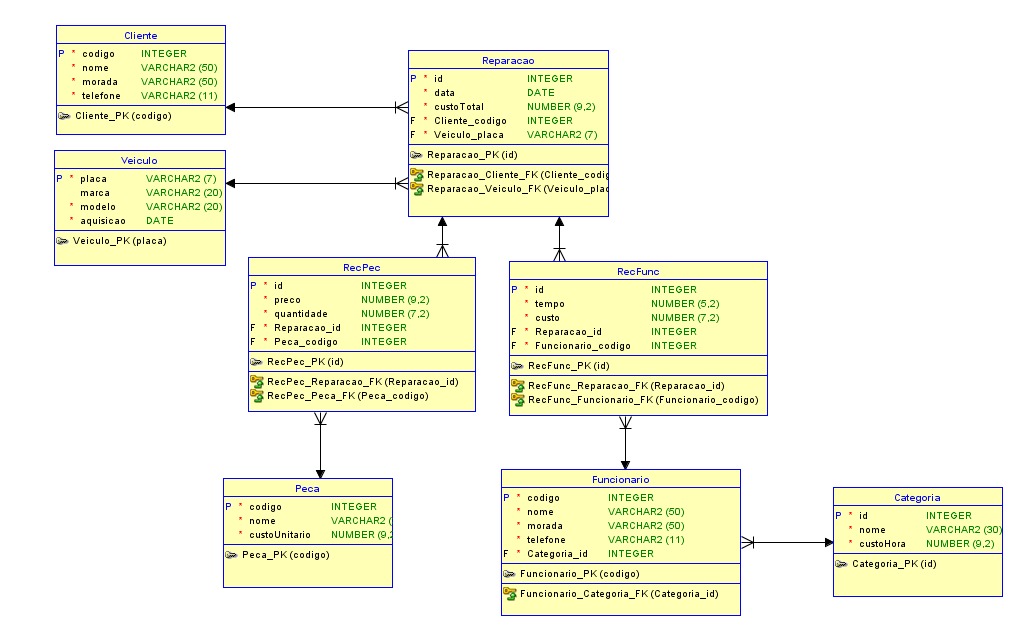 Cliente
P * codigo INTEGER
* nome VARCHAR2 (50)
* morada VARCHAR2 (50)
* telefone VARCHAR2 (11)
Cliente_PK (codigo)
Reparacao
P * id INTEGER
* data DATE
* custoTotal NUMBER (9,2)
F * Cliente_codigo INTEGER
F * Veiculo_placa VARCHAR2 (7)
Reparacao_PK (id)
Reparacao_Cliente_FK (Cliente_codig
Reparacao_Veiculo_FK (Veiculo_plac
Veiculo
P * placa VARCHAR2 (7)
marca VARCHAR2 (20)
* modelo VARCHAR2 (20)
* aquisicao DATE
Veiculo_PK (placa)
RecPec
P * id INTEGER
* preco NUMBER (9,2)
* quantidade NUMBER (7,2)
F * Reparacao_id INTEGER
F * Peca_codigo INTEGER
RecPec_PK (id)
RecPec_Reparacao_FK (Reparacao_id)
RecPec_Peca_FK (Peca_codigo)
RecFunc
P * id INTEGER
* tempo NUMBER (5,2)
* custo NUMBER (7,2)
F * Reparacao_id INTEGER
F * Funcionario_codigo INTEGER
RecFunc_PK (id)
RecFunc_Reparacao_FK (Reparacao_id)
RecFunc_Funcionario_FK (Funcionario_codigo)
Peca
P * codigo INTEGER
* nome VARCHAR2 (
* custoUnitario NUMBER (9,2
Peca_PK (codigo)
Funcionario
P * codigo INTEGER
* nome VARCHAR2 (50)
* morada VARCHAR2 (50)
* telefone VARCHAR2 (11)
F * Categoria_id INTEGER
Funcionario_PK (codigo)
Funcionario_Categoria_FK (Categoria_id)
Categoria
P * id INTEGER
* nome VARCHAR2 (30)
* custoHora NUMBER (9,2)
Categoria_PK (id)